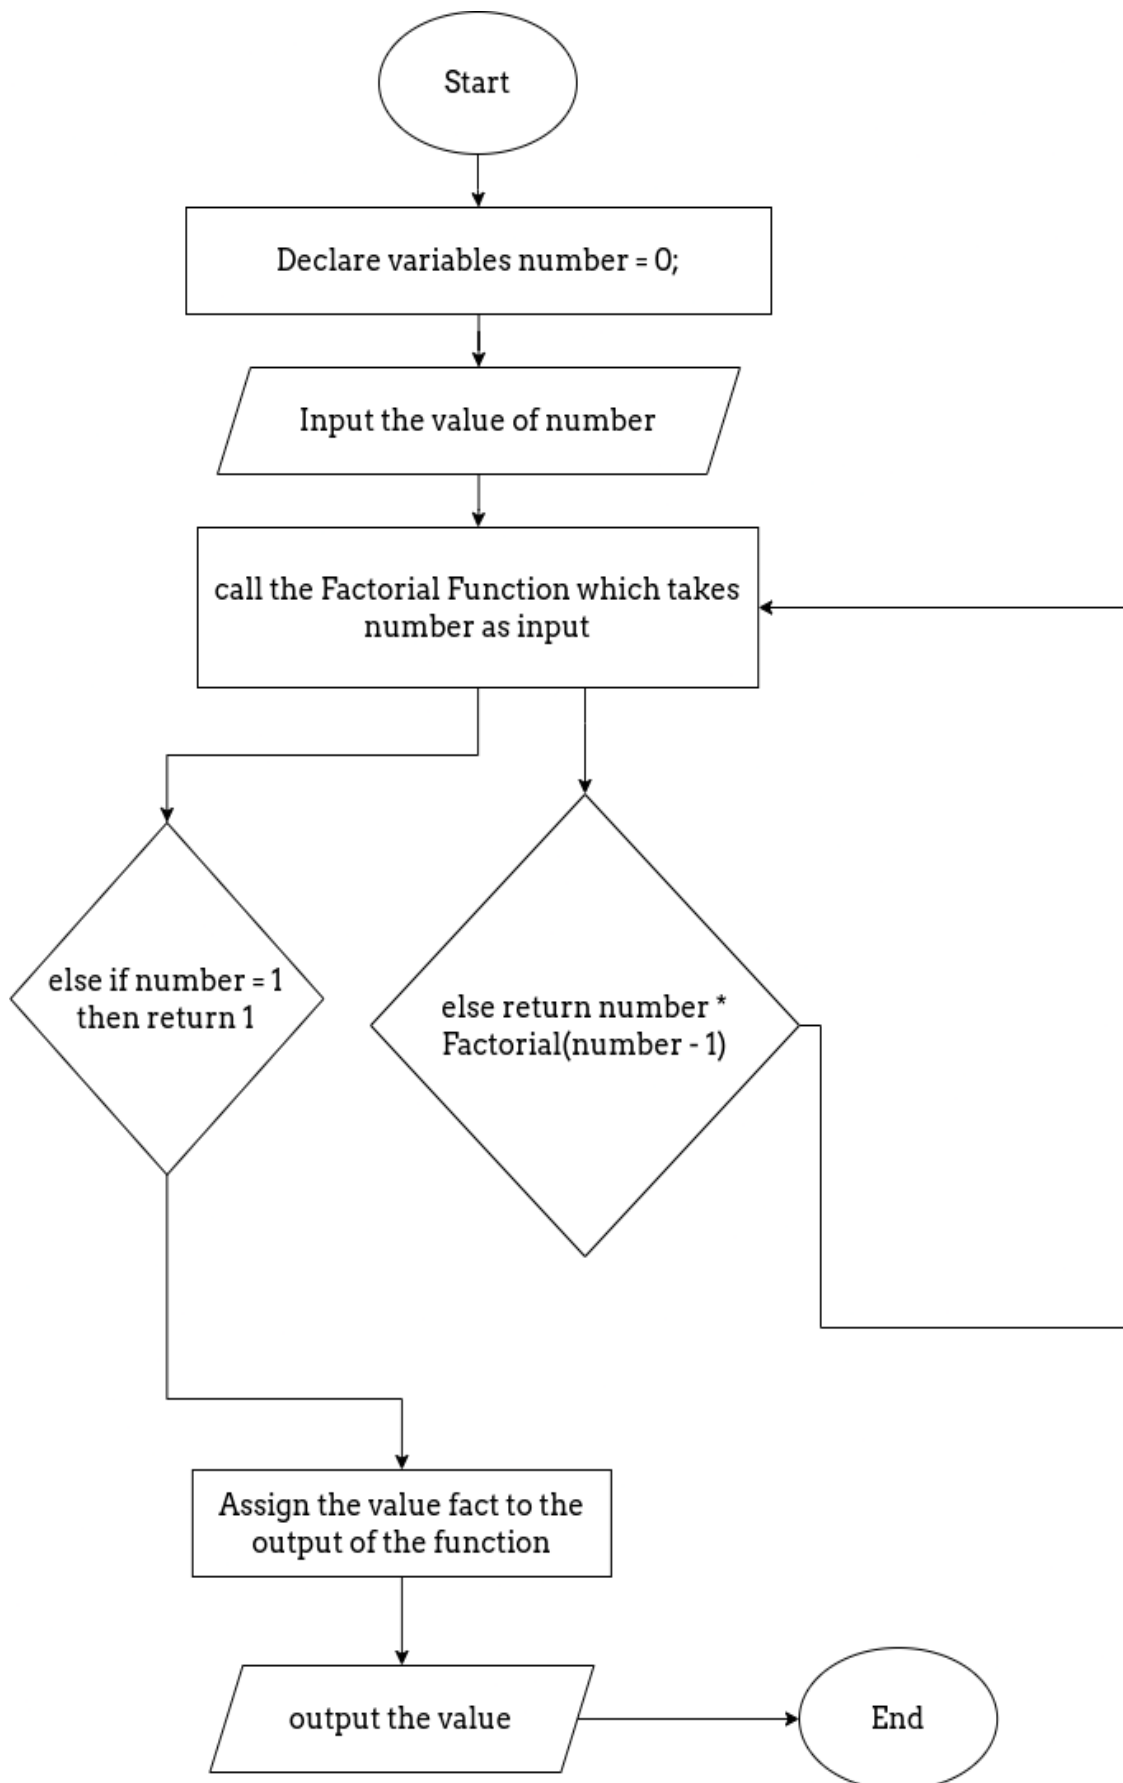 Start
Declare variables number = 0;
Input the value of number
call the Factorial Function which takes
number as input
else if number = 1
then return 1
else return number *
Factorial(number - 1)
Assign the value fact to the
output of the function
output the value
End